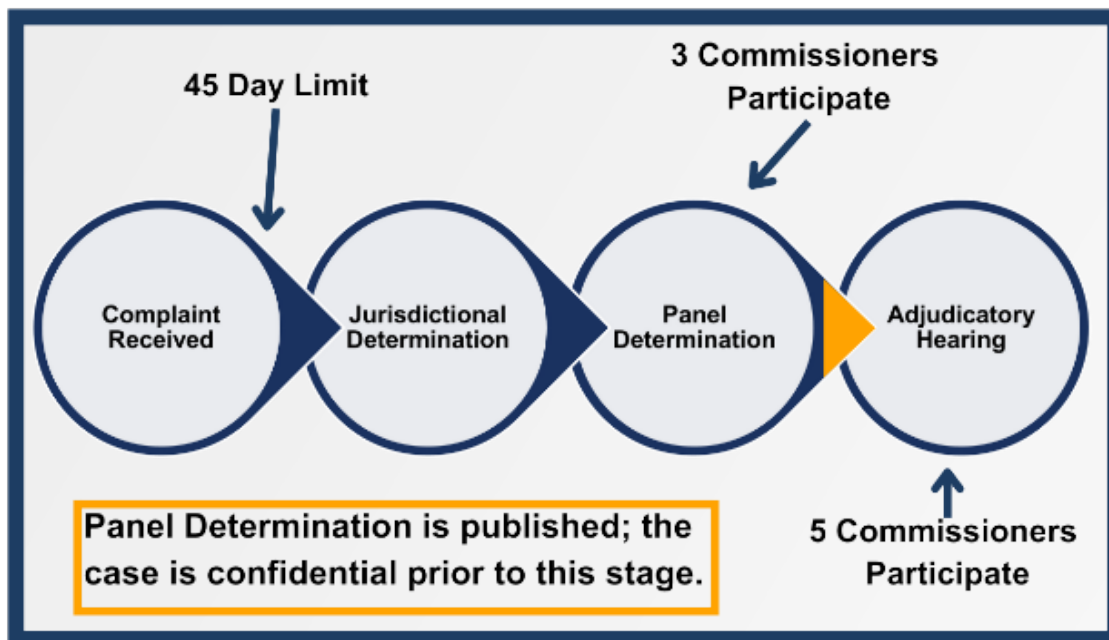 45 Day Limit
3 Commissioners
Participate
Complaint
Received
Jurisdictional
Determination
Panel
Determination
Adjudicatory
Hearing
Panel Determination is published; the
case is confidential prior to this stage.
5 Commissioners
Participate